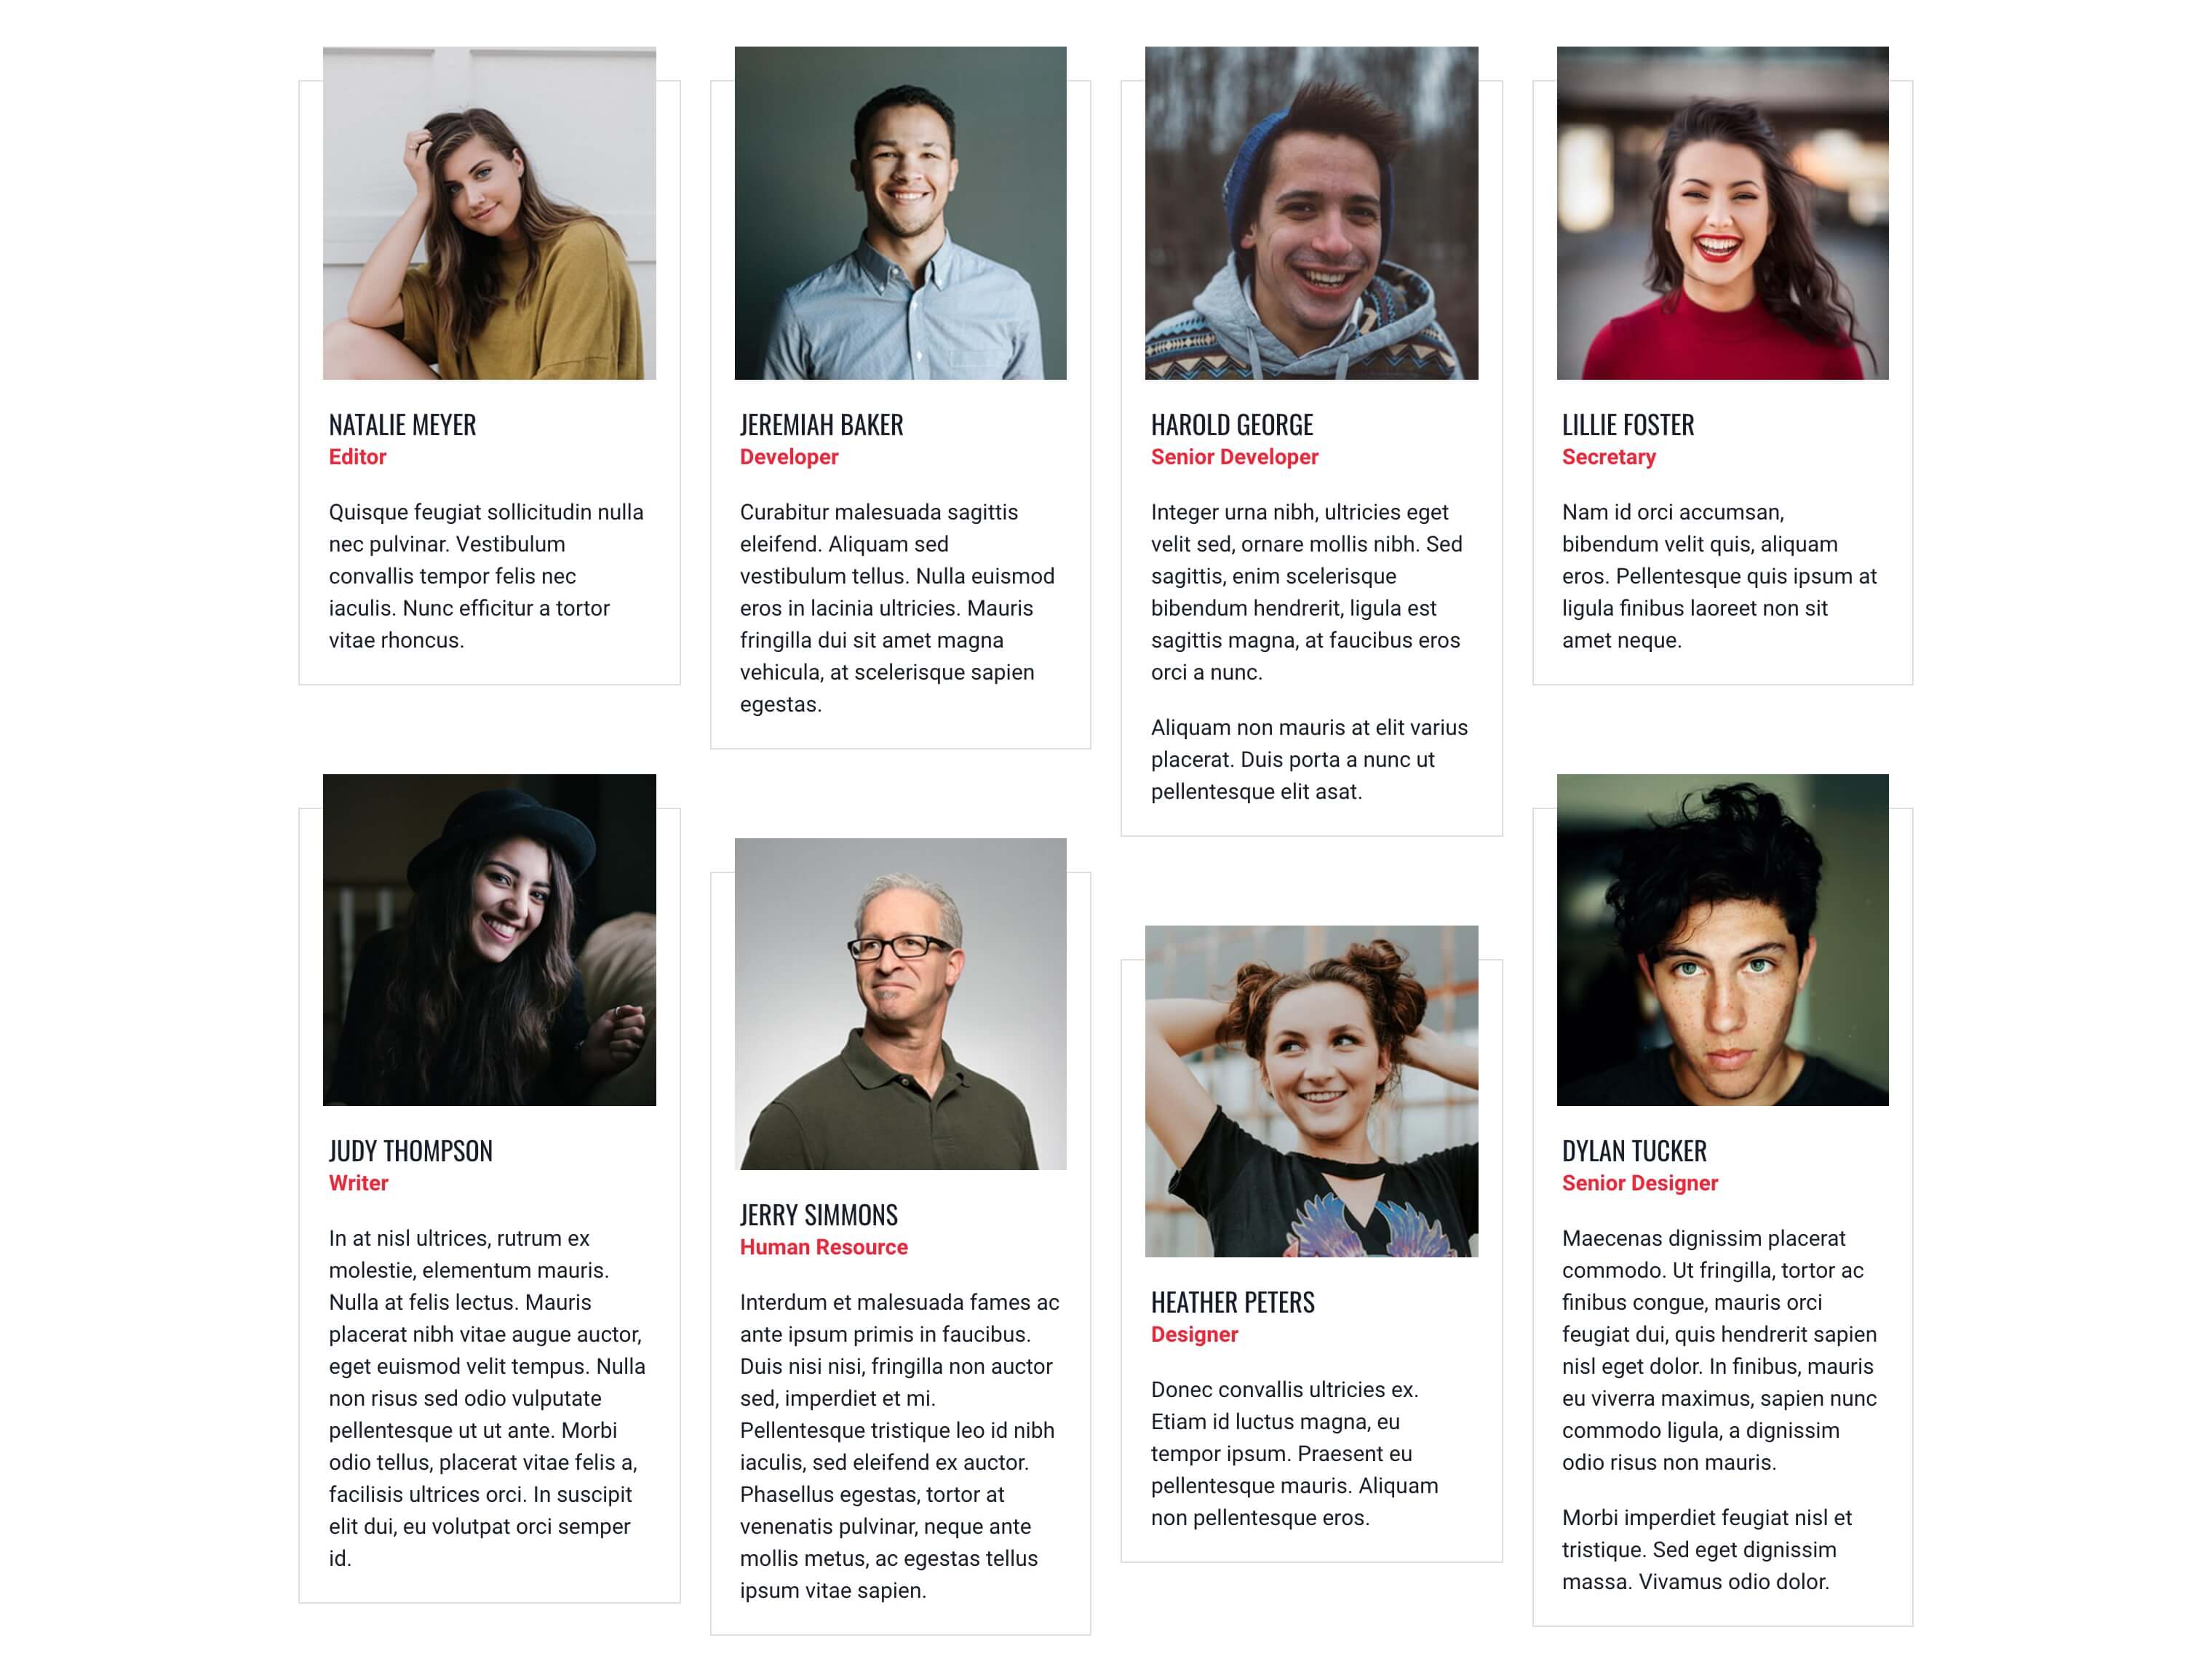 NATALIE MEYER
Editor
Quisque feugiat sollicitudin nulla
nec pulvinar. Vestibulum
convallis tempor felis nec
iaculis. Nunc efficitur a tortor
vitae rhoncus.
JEREMIAH BAKER
Developer
Curabitur malesuada sagittis
eleifend. Aliquam sed
vestibulum tellus. Nulla euismod
eros in lacinia ultricies. Mauris
fringilla dui sit amet magna
vehicula, at scelerisque sapien
egestas.
HAROLD GEORGE
Senior Developer
Integer urna nibh, ultricies eget
velit sed, ornare mollis nibh. Sed
sagittis, enim scelerisque
bibendum hendrerit, ligula est
sagittis magna, at faucibus eros
orci a nunc.
Aliquam non mauris at elit varius
placerat. Duis porta a nunc ut
pellentesque elit asat.
LILLIE FOSTER
Secretary
Nam id orci accumsan,
bibendum velit quis, aliquam
eros. Pellentesque quis ipsum at
ligula finibus laoreet non sit
amet neque.
JUDY THOMPSON
Writer
In at nisl ultrices, rutrum ex
molestie, elementum mauris.
Nulla at felis lectus. Mauris
placerat nibh vitae augue auctor,
eget euismod velit tempus. Nulla
non risus sed odio vulputate
pellentesque ut ut ante. Morbi
odio tellus, placerat vitae felis a,
facilisis ultrices orci. In suscipit
elit dui, eu volutpat orci semper
id.
JERRY SIMMONS
Human Resource
Interdum et malesuada fames ac
ante ipsum primis in faucibus.
Duis nisi nisi, fringilla non auctor
sed, imperdiet et mi.
Pellentesque tristique leo id nibh
iaculis, sed eleifend ex auctor.
Phasellus egestas, tortor at
venenatis pulvinar, neque ante
mollis metus, ac egestas tellus
ipsum vitae sapien.
HEATHER PETERS
Designer
Donec convallis ultricies ex.
Etiam id luctus magna, eu
tempor ipsum. Praesent eu
pellentesque mauris. Aliquam
non pellentesque eros.
DYLAN TUCKER
Senior Designer
Maecenas dignissim placerat
commodo. Ut fringilla, tortor ac
finibus congue, mauris orci
feugiat dui, quis hendrerit sapien
nisl eget dolor. In finibus, mauris
eu viverra maximus, sapien nunc
commodo ligula, a dignissim
odio risus non mauris.
Morbi imperdiet feugiat nisl et
tristique. Sed eget dignissim
massa. Vivamus odio dolor.